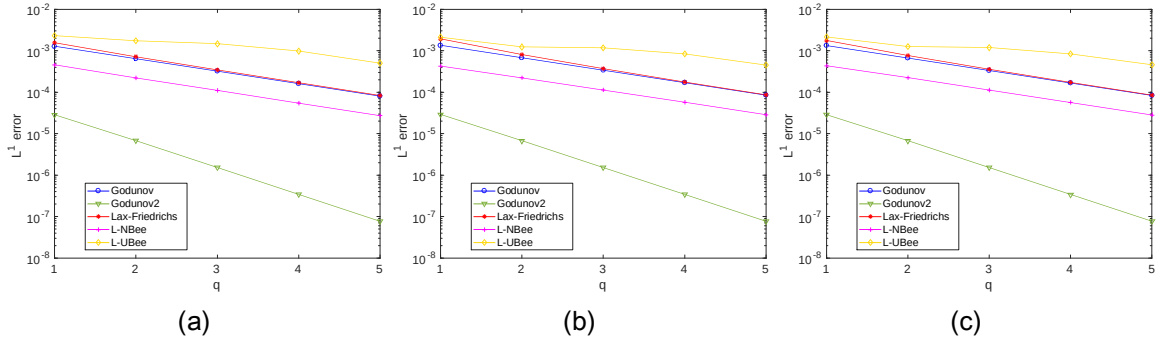 10^-2
10^-3
10^-4
10^-5
10^-6
10^-7
10^-8
L^1 error
Godunov
Godunov2
Lax-Friedrichs
L-NBee
L-UBee
1 2 3 4 5
q
(a)
10^-2
10^-3
10^-4
10^-5
10^-6
10^-7
10^-8
L^1 error
Godunov
Godunov2
Lax-Friedrichs
L-NBee
L-UBee
1 2 3 4 5
q
(b)
10^-2
10^-3
10^-4
10^-5
10^-6
10^-7
10^-8
L^1 error
Godunov
Godunov2
Lax-Friedrichs
L-NBee
L-UBee
1 2 3 4 5
q
(c)